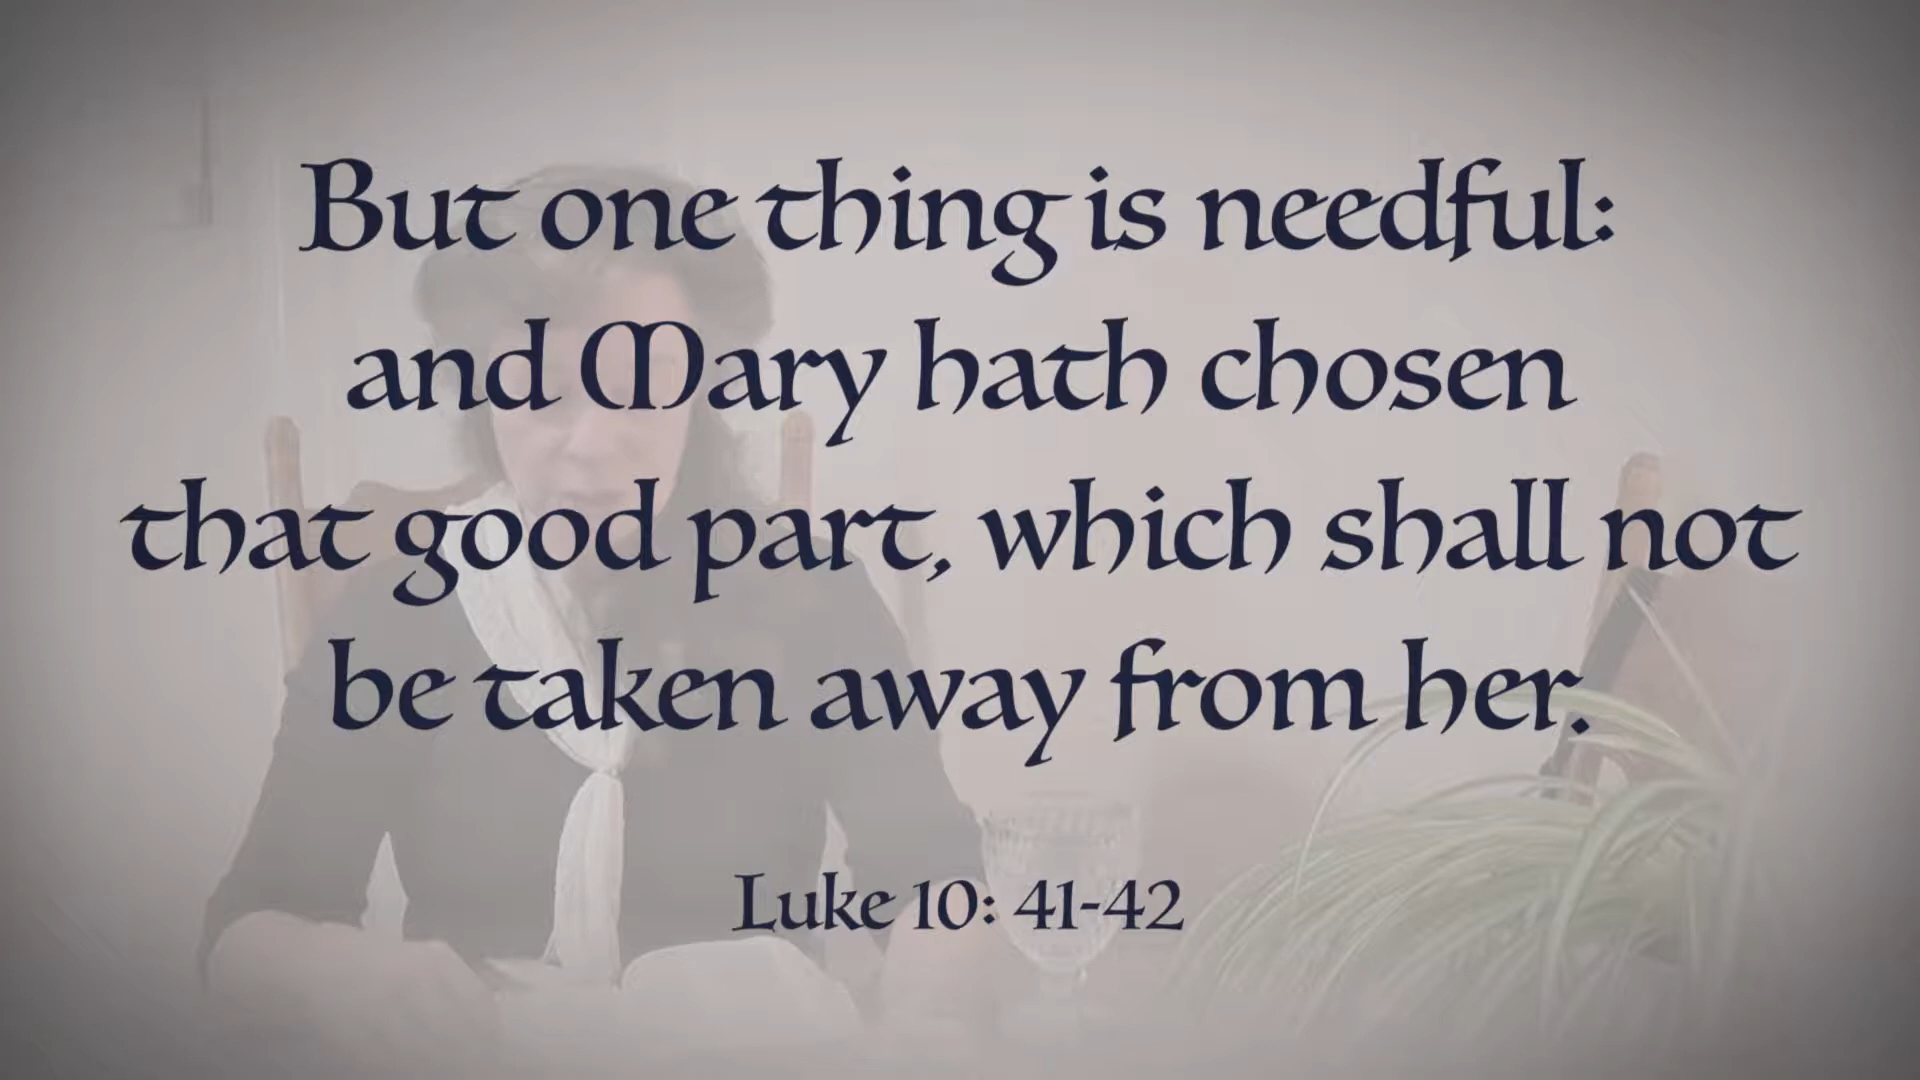 But one thing is needful:
and Mary hath chosen
that good part, which shall not
be taken away from her.
Luke 10: 41-42